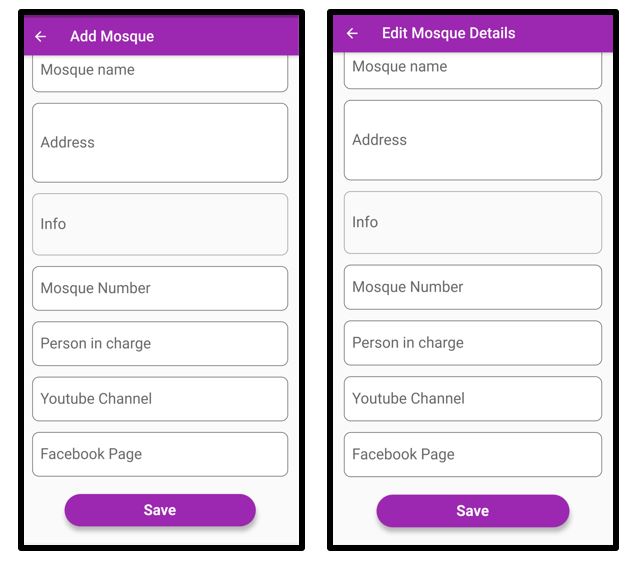 Add Mosque
Mosque name
Address
Info
Mosque Number
Person in charge
Youtube Channel
Facebook Page
Save
Edit Mosque Details
Mosque name
Address
Info
Mosque Number
Person in charge
Youtube Channel
Facebook Page
Save